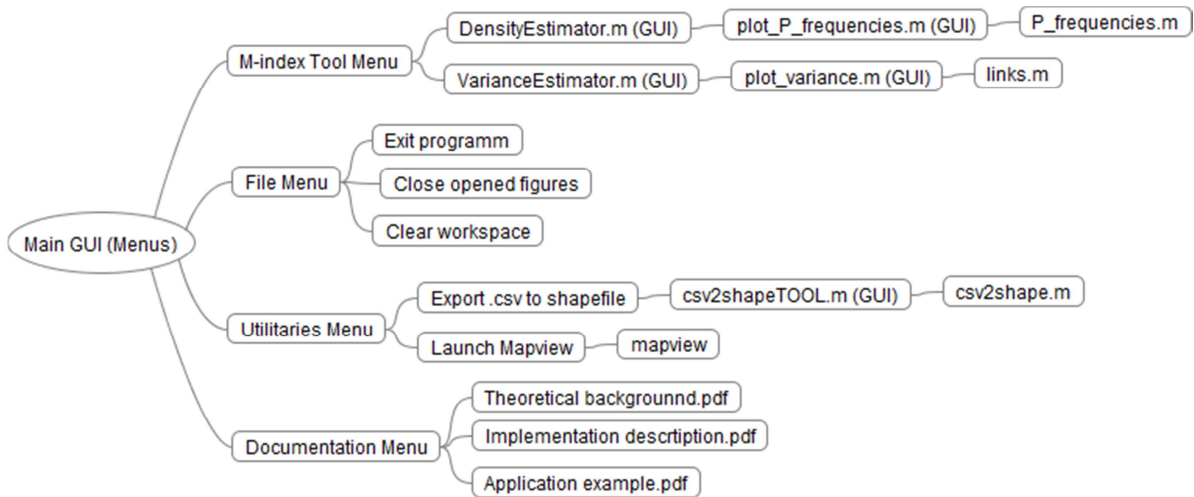 DensityEstimator.m (GUI)
plot_P_frequencies.m (GUI)
P_frequencies.m
M-index Tool Menu
VarianceEstimator.m (GUI)
plot_variance.m (GUI)
links.m
Exit programm
File Menu
Close opened figures
Clear workspace
Main GUI (Menus)
Export .csv to shapefile
csv2shapeTOOL.m (GUI)
csv2shape.m
Utilitaries Menu
Launch Mapview
mapview
Theoretical backgrounnd.pdf
Implementation descrtiption.pdf
Documentation Menu
Application example.pdf